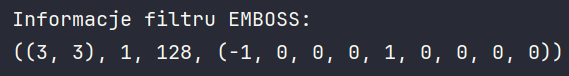 Informacje filtru EMBOSS:
((3, 3), 1, 128, (-1, 0, 0, 0, 1, 0, 0, 0, 0))